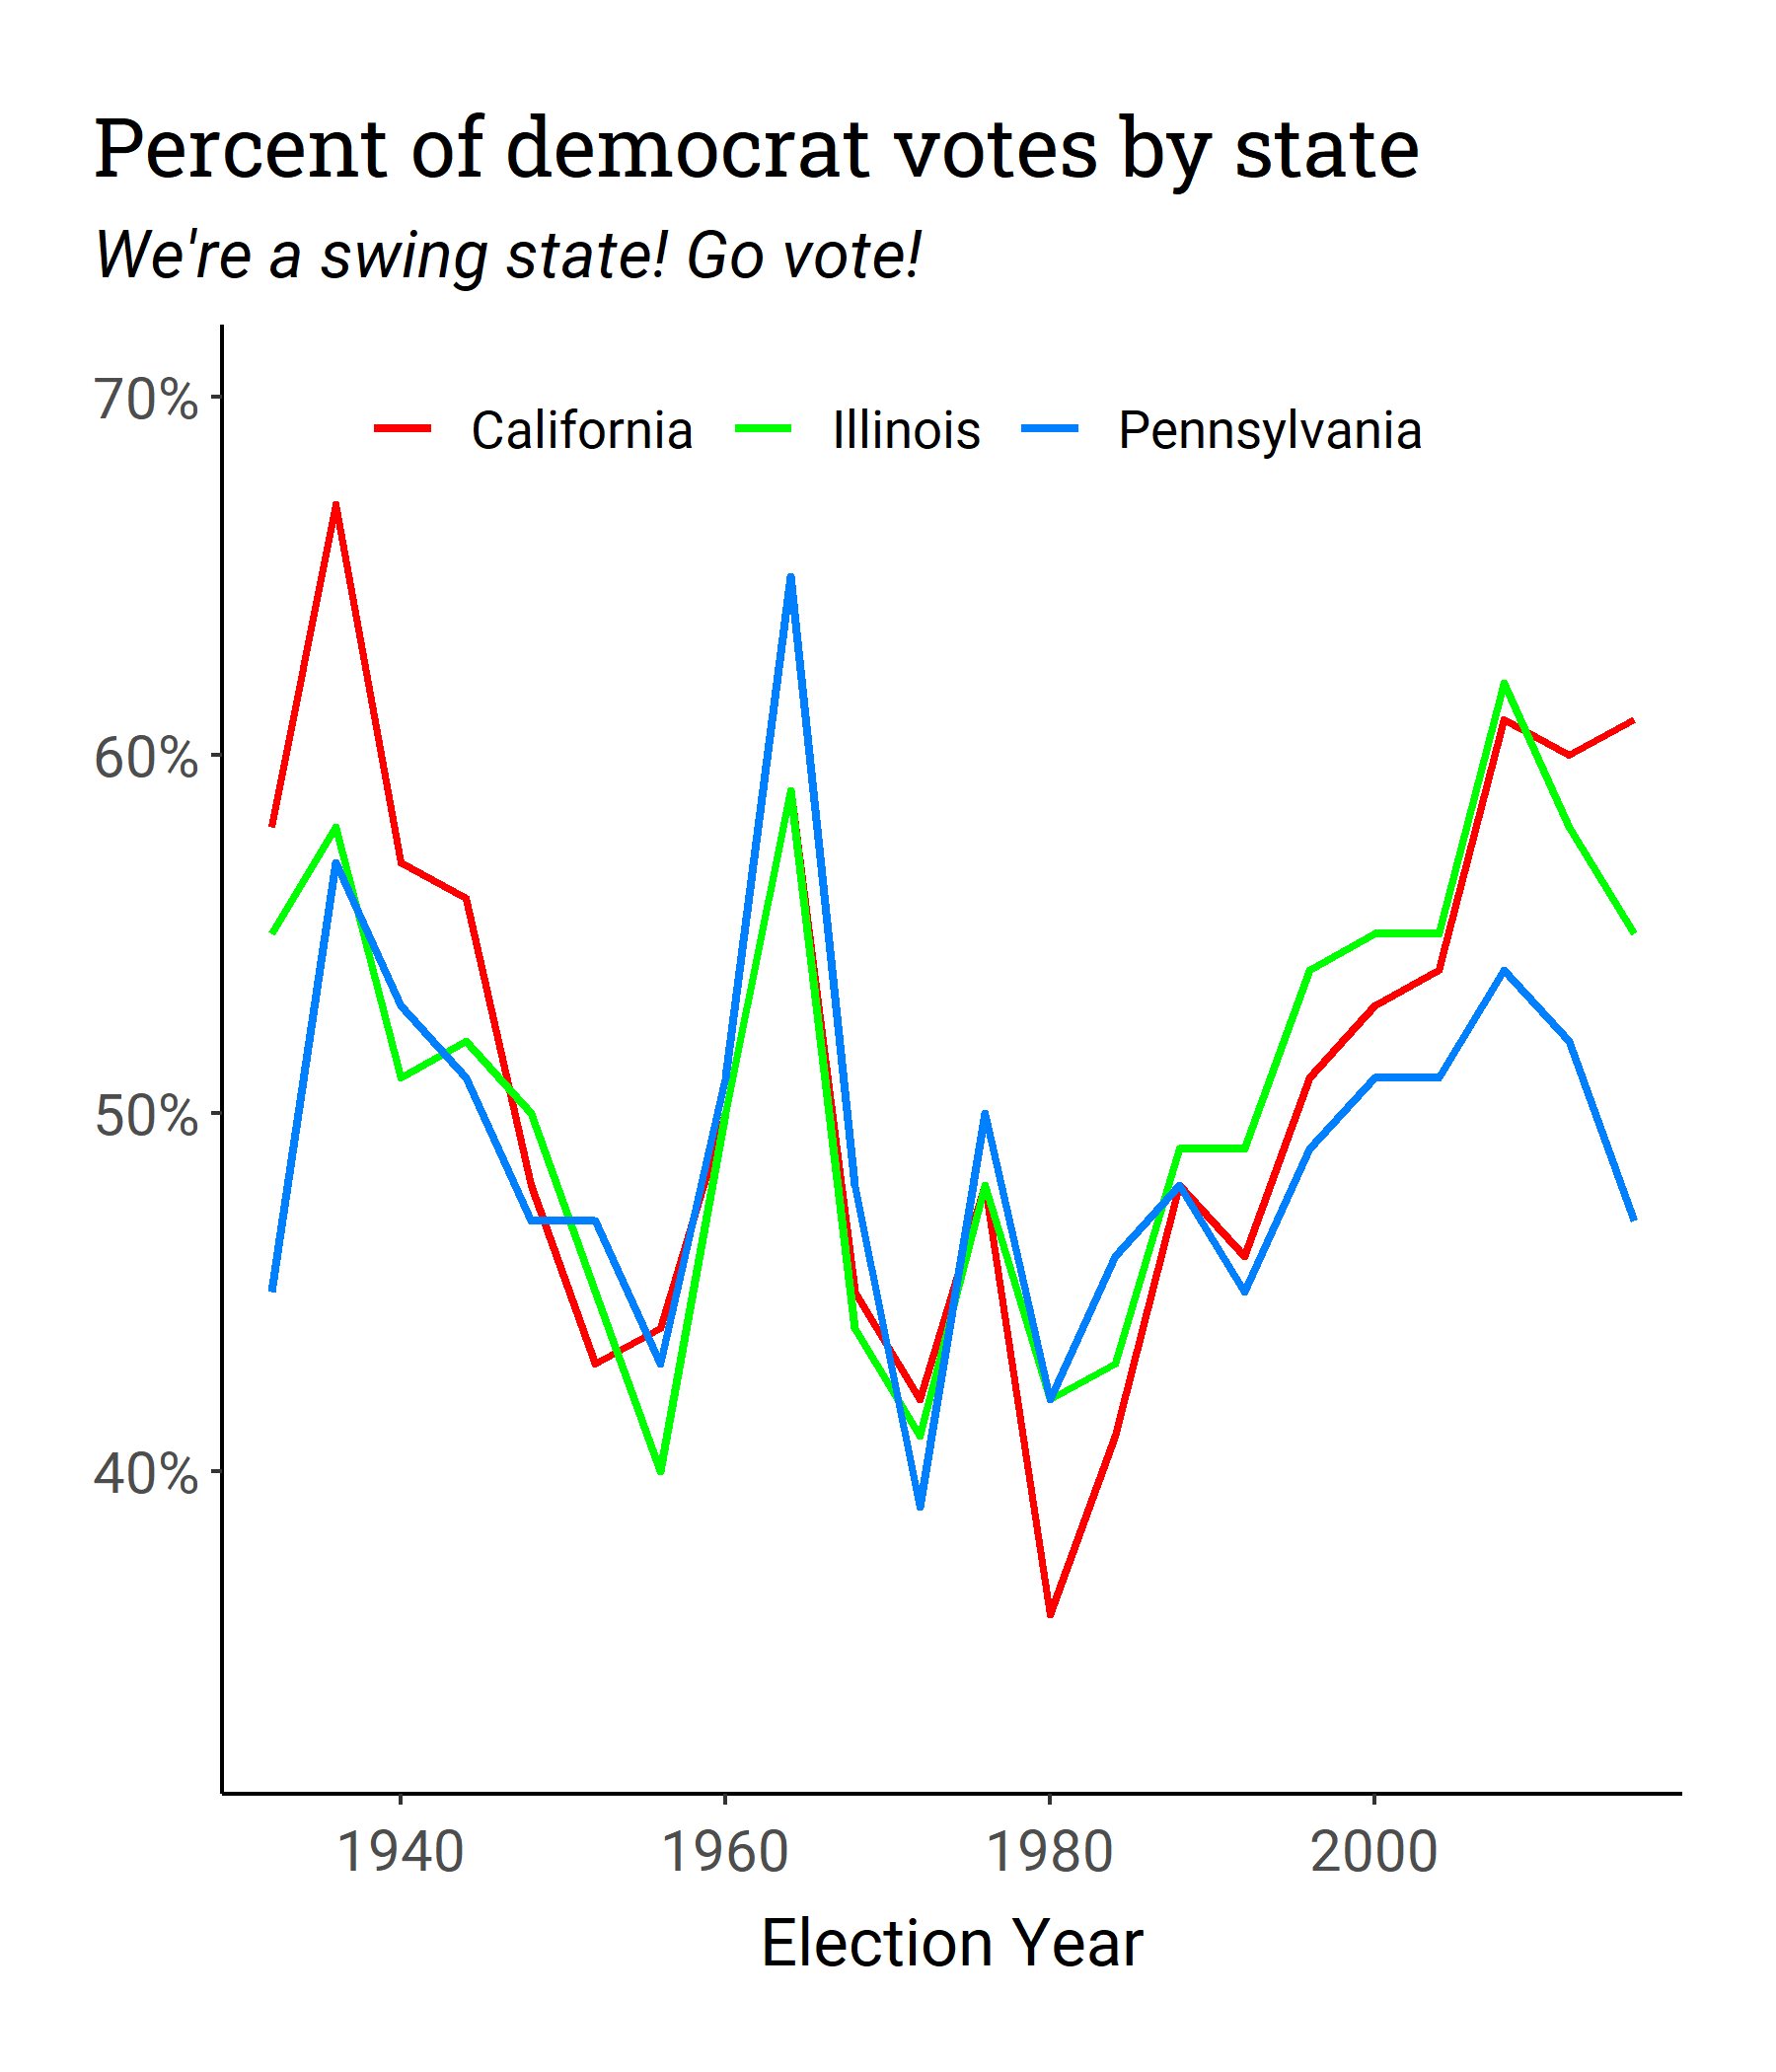 Percent of democrat votes by state
We're a swing state! Go vote!
70%
California Illinois Pennsylvania
60%
50%
40%
1940 1960 1980 2000
Election Year